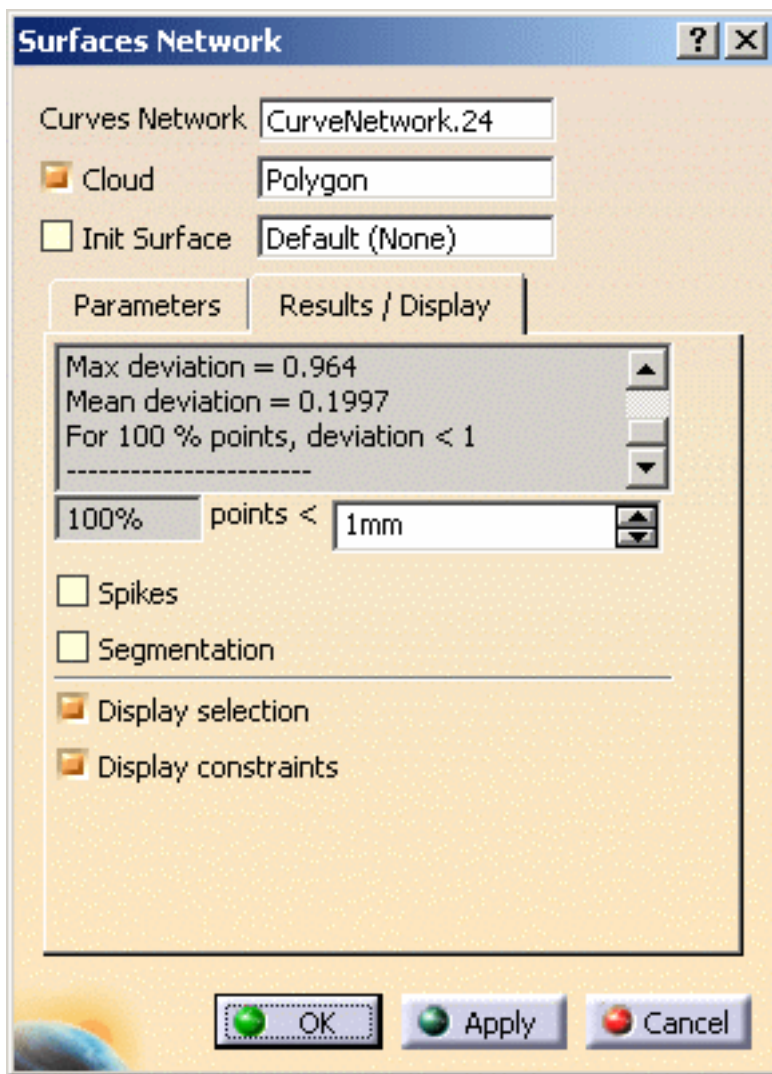 Surfaces Network
Curves Network CurveNetwork.24
Cloud Polygon
Init Surface Default (None)
Parameters Results / Display
Max deviation = 0.964
Mean deviation = 0.1997
For 100 % points, deviation < 1
-----------------------
100% points < 1mm
Spikes
Segmentation
Display selection
Display constraints
OK Apply Cancel